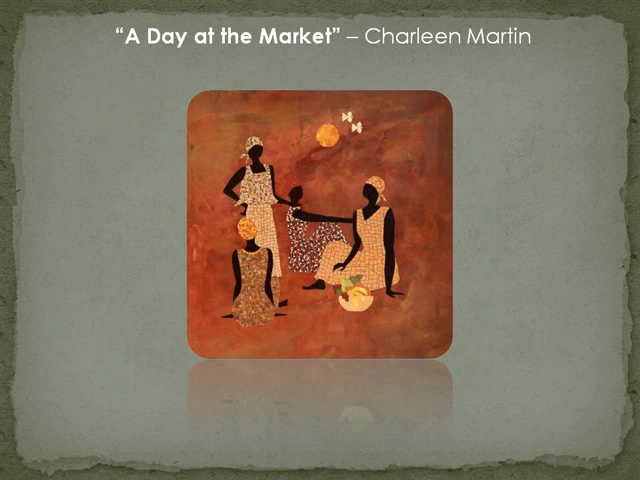 “A Day at the Market” – Charleen Martin